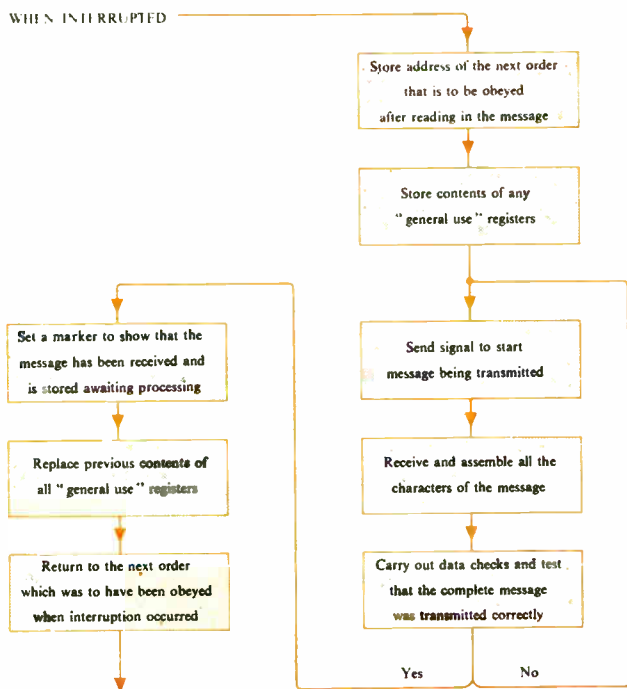 WHEN INTERRUPTED
Store address of the next order
that is to be obeyed
after reading in the message
Store contents of any
"general use" registers
Send signal to start
message being transmitted
Receive and assemble all the
characters of the message
Carry out data checks and test
that the complete message
was transmitted correctly
Yes
No
Set a marker to show that the
message has been received and
is stored awaiting processing
Replace previous contents of
all "general use" registers
Return to the next order
which was to have been obeyed
when interruption occurred